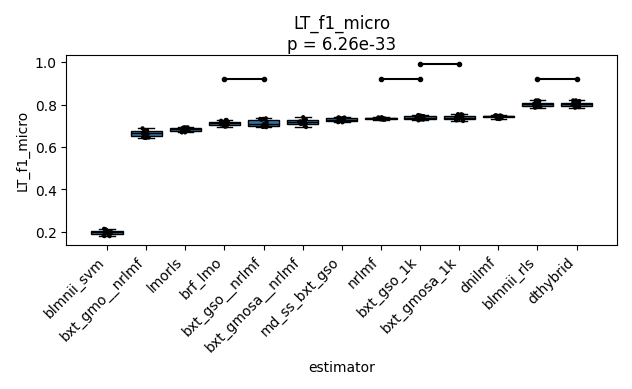 LT_f1_micro
p = 6.26e-33
1.0
0.8
0.6
0.4
0.2
LT_f1_micro
blmnii_svm
bxt_gmo__nrlmf
lmorls
brf_lmo
bxt_gso__nrlmf
bxt_gmosa__nrlmf
md_ss_bxt_gso
nrlmf
bxt_gso_1k
bxt_gmosa_1k
dnilmf
blmnii_rls
dthybrid
estimator